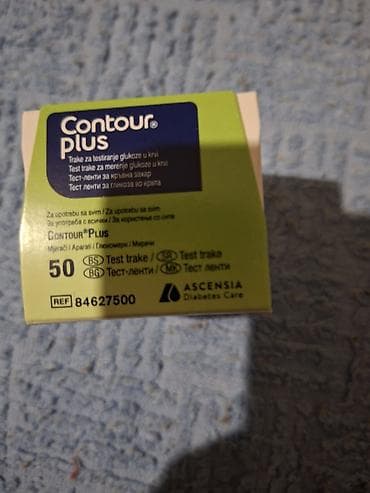 Contour®
plus
Trake za testiranje glukoze u krvi
Test trake za merenje glukoze u krvi
Тест-ленти за кръвна захар
Тест ленти за гликоза во крвта
Za upotrebu sa svim / Za upotrebu sa svim
За употреба с всички / За користење со сите
CONTOUR®PLUS
Mjerači / Aparati / Глюкомери / Мерачи
50 BS Test trake / SR Test trake
BG Тест-ленти / MK Тест ленти
REF 84627500
ASCENSIA
Diabetes Care